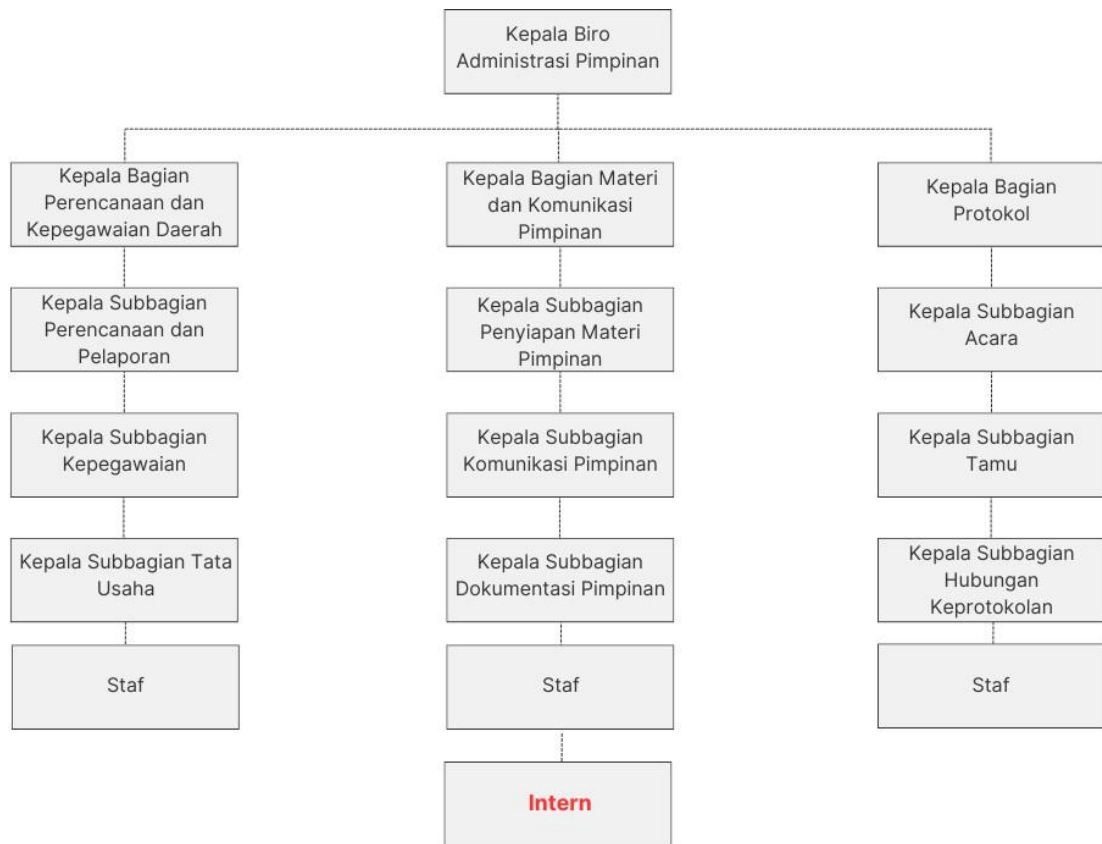 Kepala Biro
Administrasi Pimpinan
Kepala Bagian
Perencanaan dan
Kepegawaian Daerah
Kepala Bagian Materi
dan Komunikasi
Pimpinan
Kepala Bagian
Protokol
Kepala Subbagian
Perencanaan dan
Pelaporan
Kepala Subbagian
Penyiapan Materi
Pimpinan
Kepala Subbagian
Acara
Kepala Subbagian
Kepegawaian
Kepala Subbagian
Komunikasi Pimpinan
Kepala Subbagian
Tamu
Kepala Subbagian Tata
Usaha
Kepala Subbagian
Dokumentasi Pimpinan
Kepala Subbagian
Hubungan
Keprotokolan
Staf
Staf
Staf
Intern